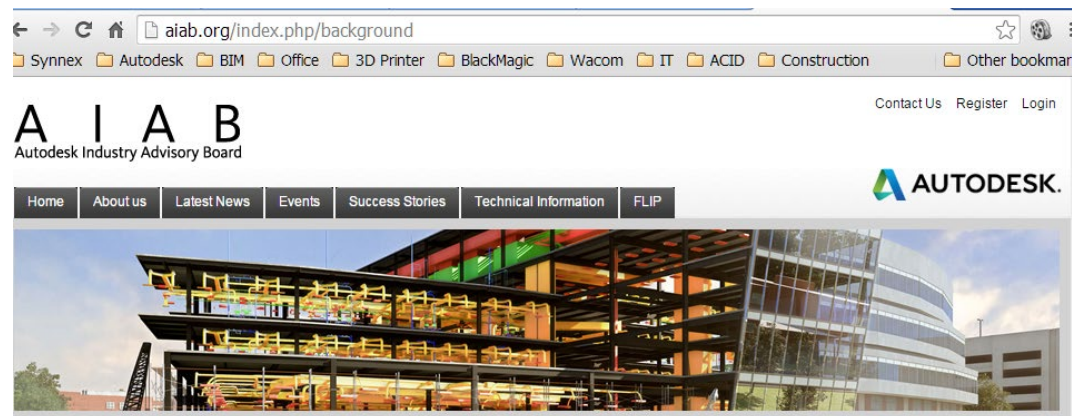 aiab.org/index.php/background
Synnex Autodesk BIM Office 3D Printer BlackMagic Wacom IT ACID Construction Other bookmar
Contact Us Register Login
A I A B
Autodesk Industry Advisory Board
AUTODESK.
Home About us Latest News Events Success Stories Technical Information FLIP